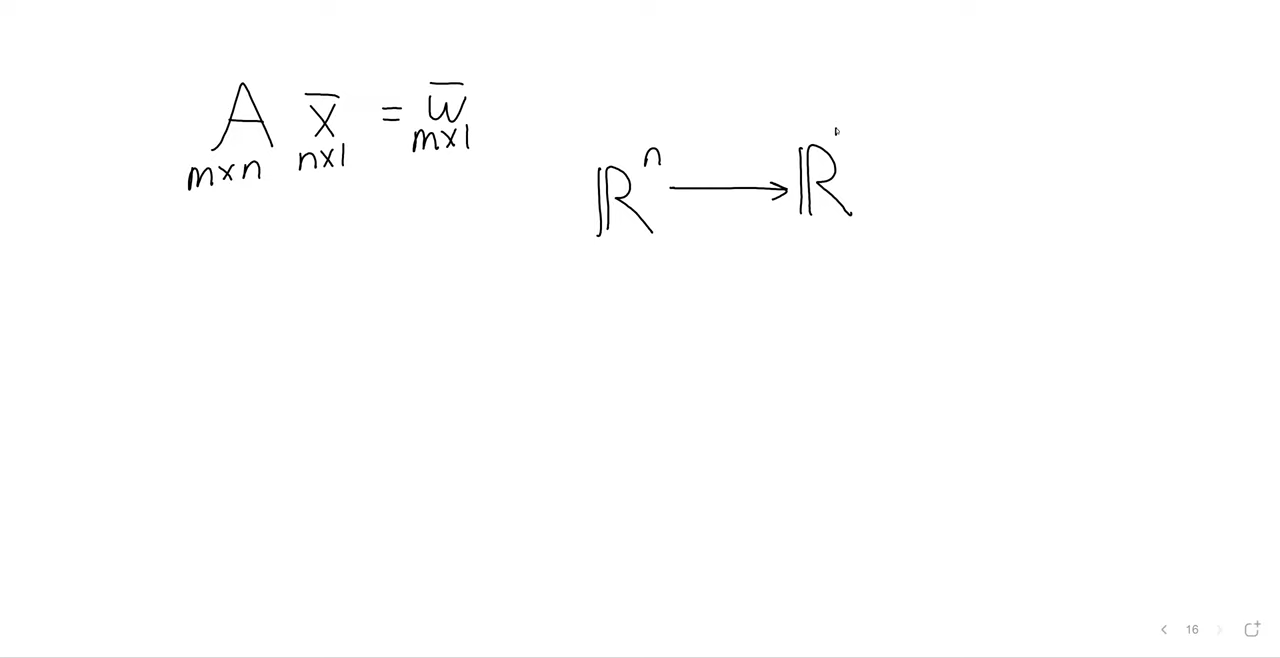 A x̅ = w̅
m×n n×1 m×1
ℝⁿ → ℝ
16